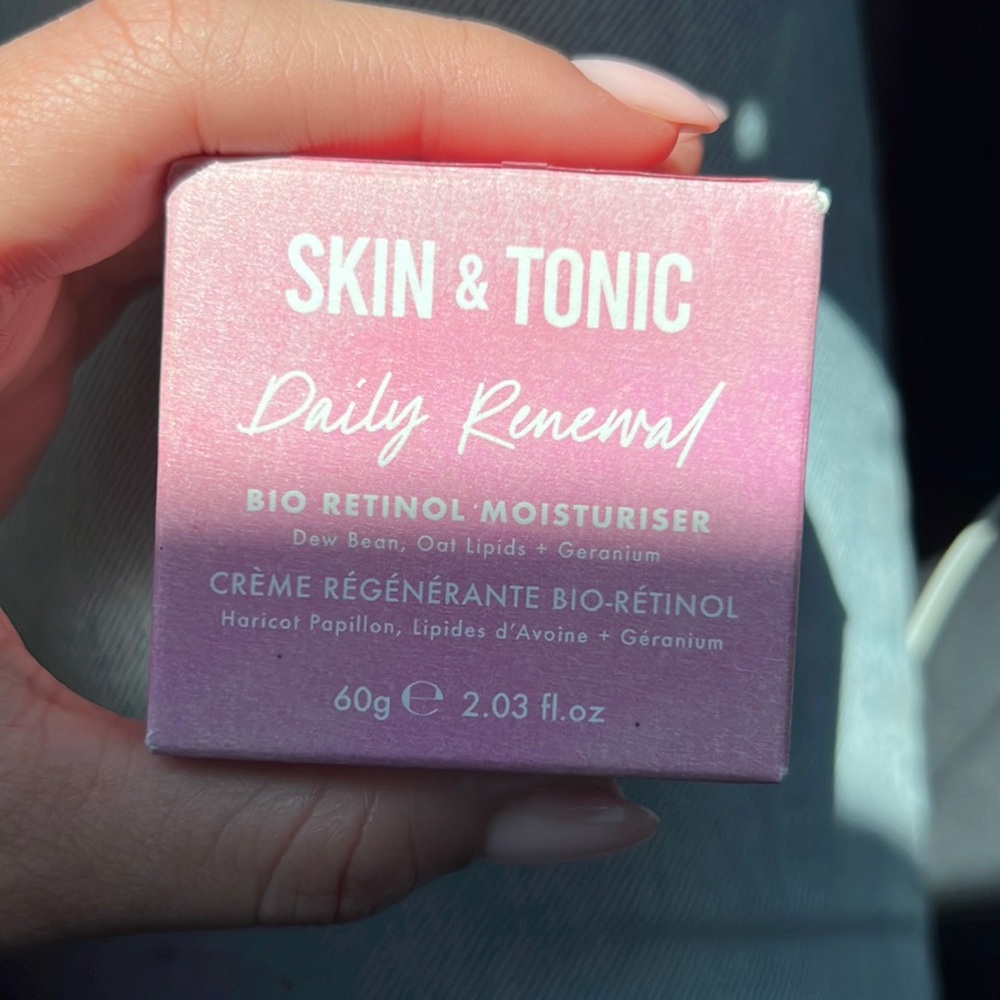 SKIN & TONIC
Daily Renewal
BIO RETINOL MOISTURISER
Dew Bean, Oat Lipids + Geranium
CRÈME RÉGÉNÉRANTE BIO-RÉTINOL
Haricot Papillon, Lipides d'Avoine + Géranium
60g ℮ 2.03 fl.oz